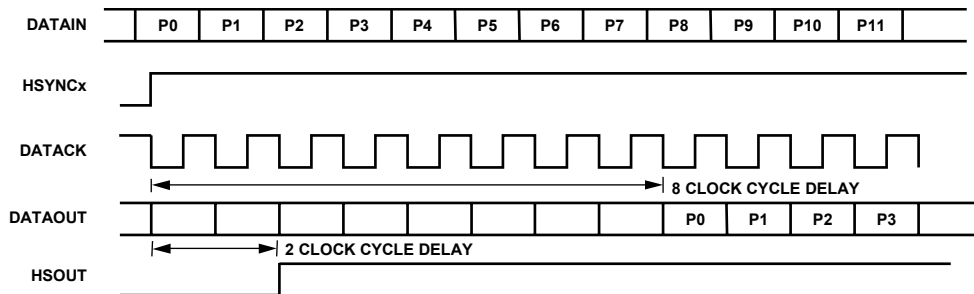 DATAIN P0 P1 P2 P3 P4 P5 P6 P7 P8 P9 P10 P11
HSYNCx
DATACK
8 CLOCK CYCLE DELAY
DATAOUT P0 P1 P2 P3
2 CLOCK CYCLE DELAY
HSOUT